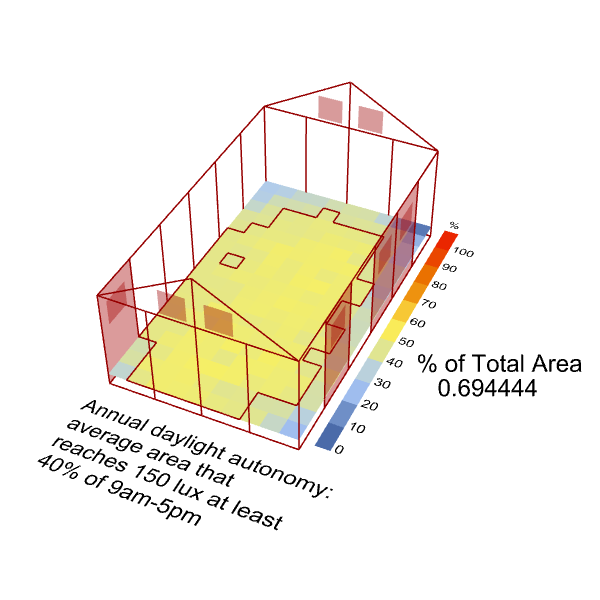 %
100
90
80
70
60
50
40
30
20
10
0
% of Total Area
0.694444
Annual daylight autonomy:
average area that
reaches 150 lux at least
40% of 9am-5pm